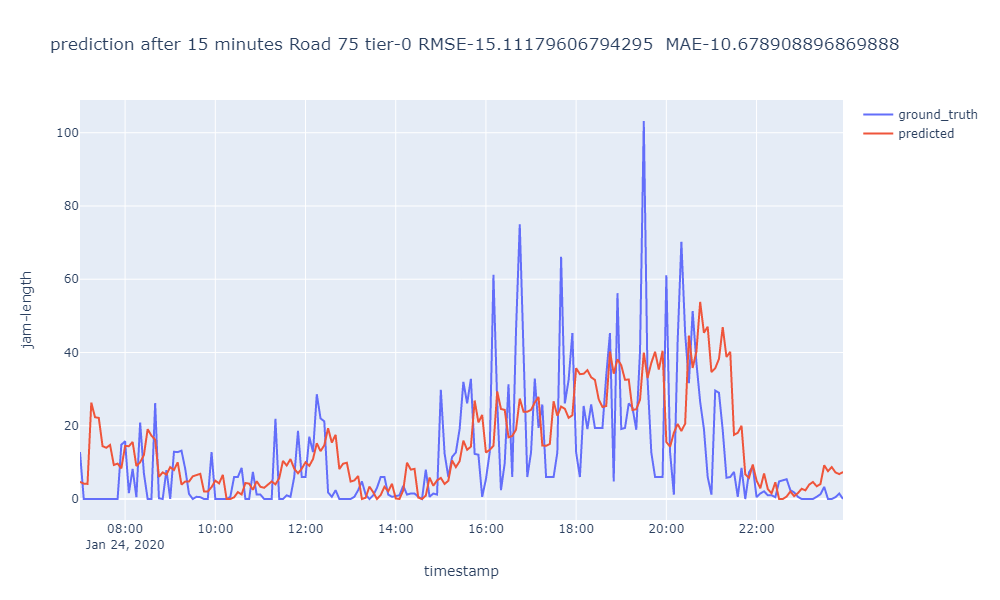 prediction after 15 minutes Road 75 tier-0 RMSE-15.11179606794295  MAE-10.678908896869888
ground_truth
predicted
100
80
60
40
20
0
jam-length
08:00 10:00 12:00 14:00 16:00 18:00 20:00 22:00
Jan 24, 2020
timestamp